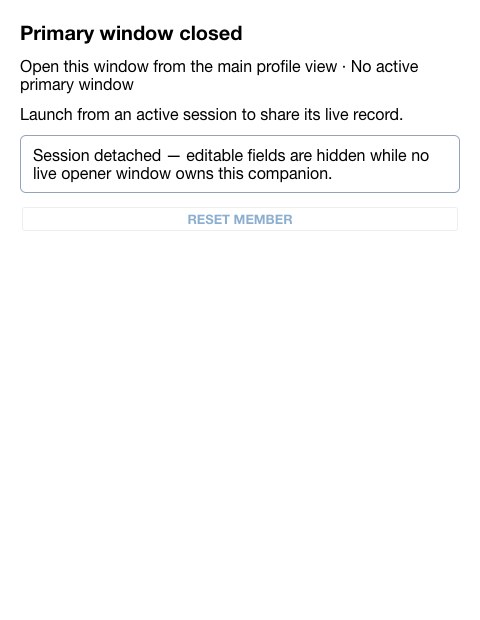 Primary window closed
Open this window from the main profile view · No active
primary window
Launch from an active session to share its live record.
Session detached — editable fields are hidden while no
live opener window owns this companion.
RESET MEMBER